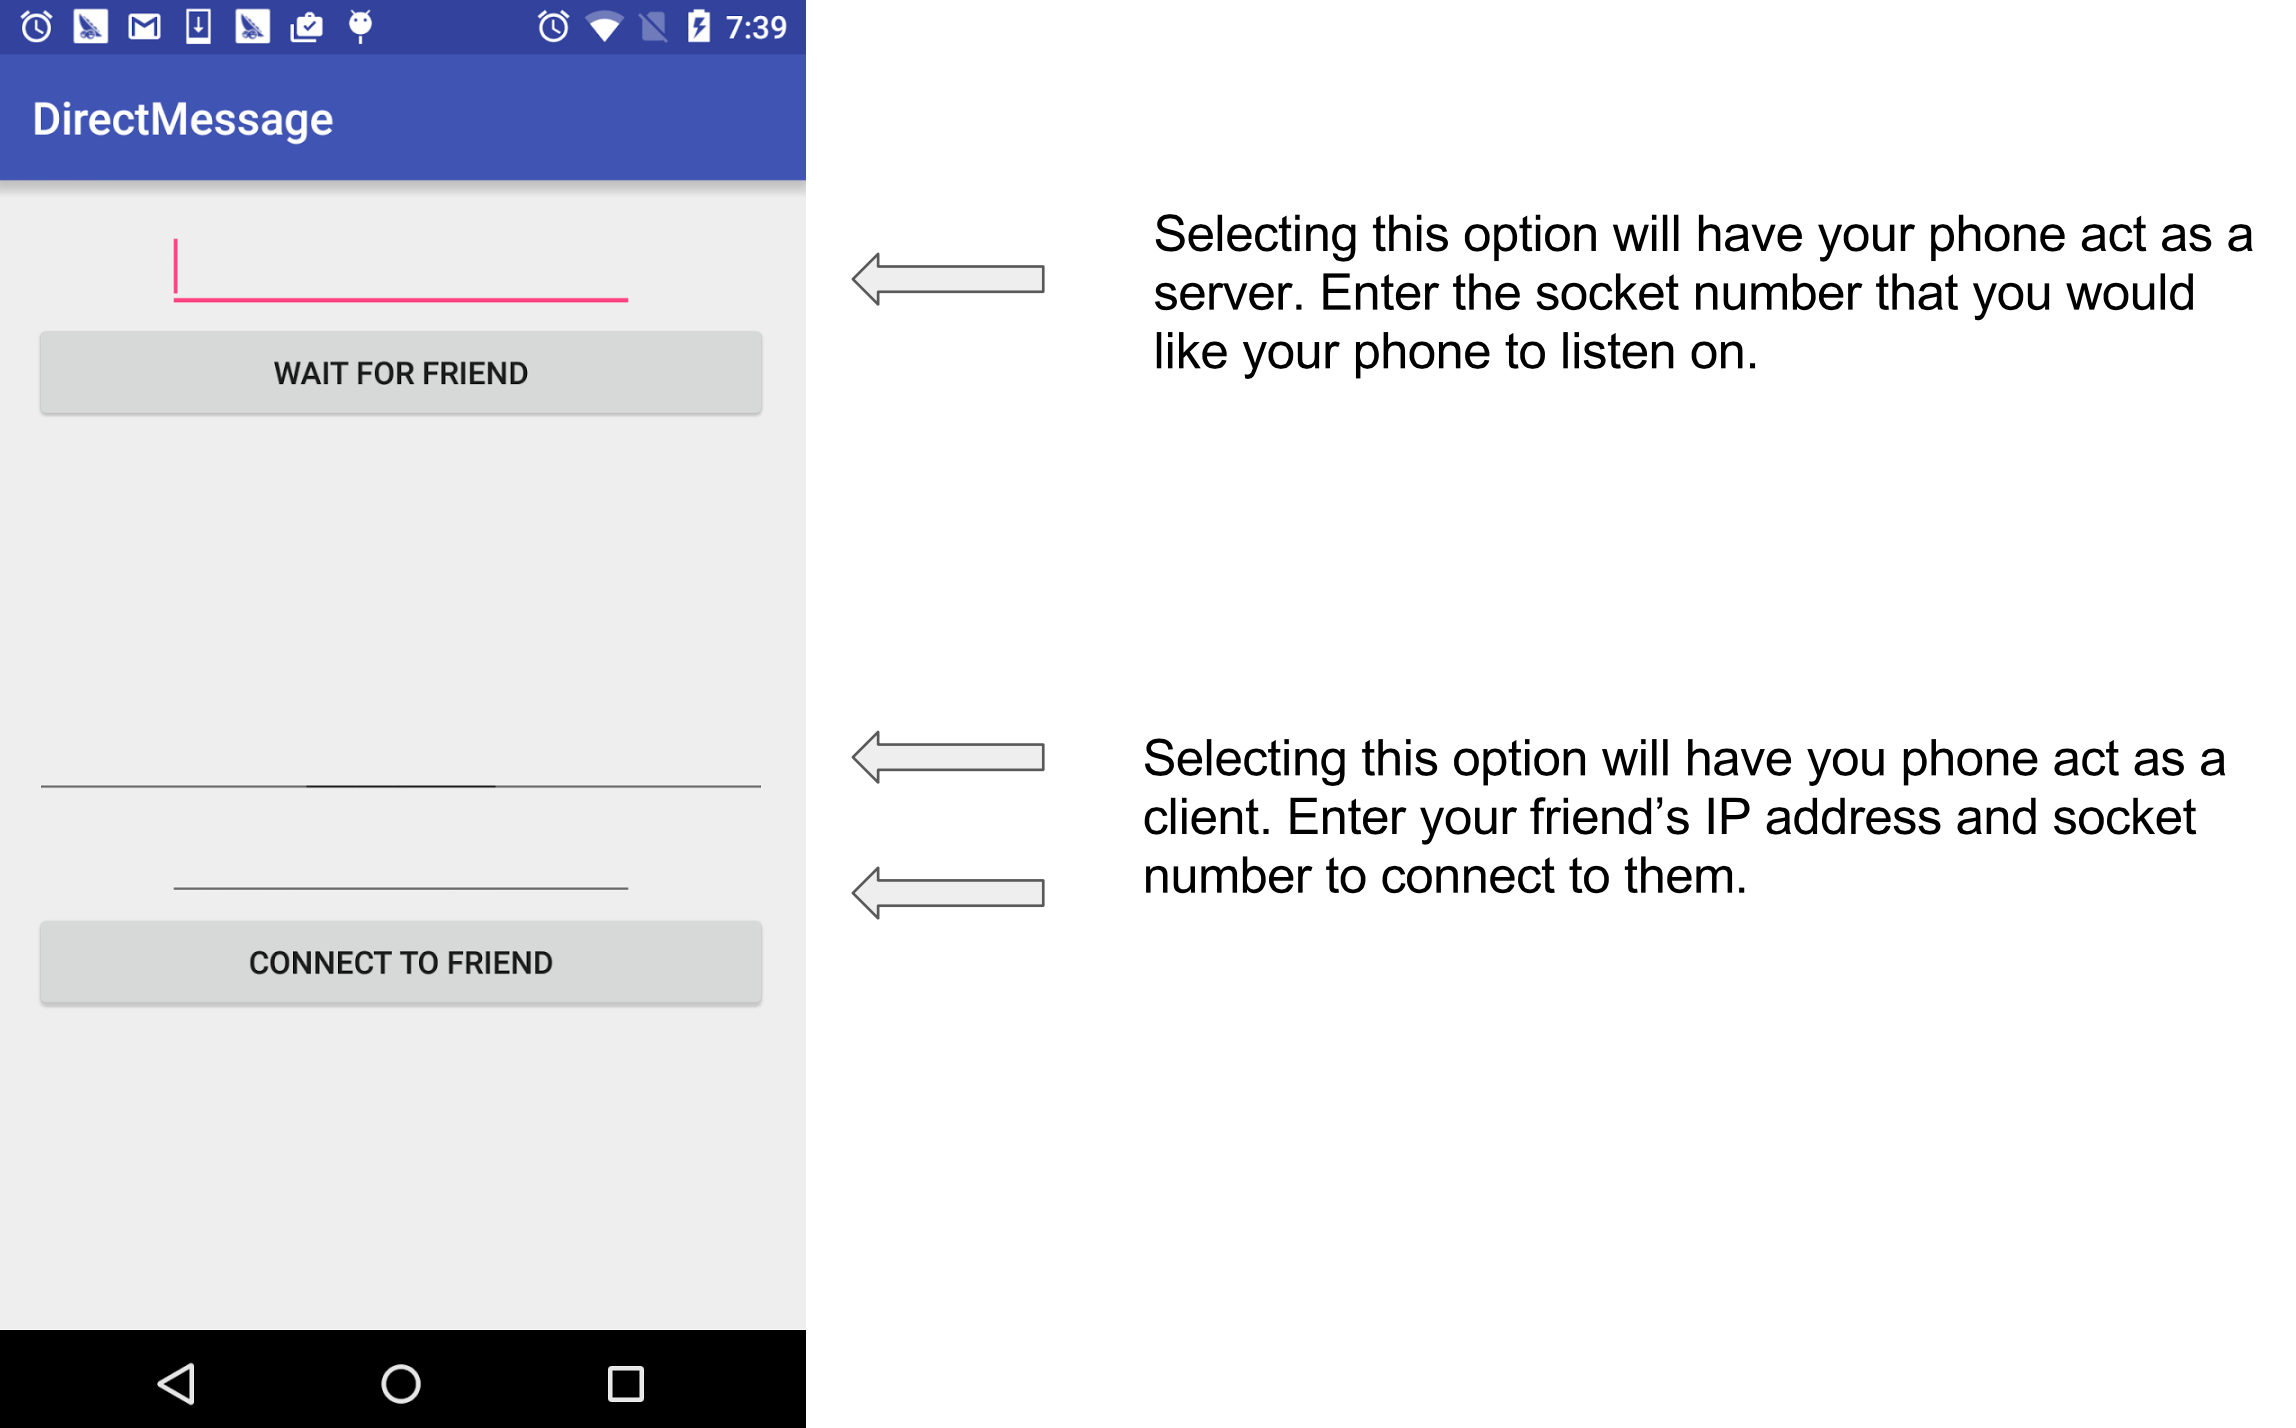 7:39
DirectMessage
Selecting this option will have your phone act as a
server. Enter the socket number that you would
like your phone to listen on.
WAIT FOR FRIEND
Selecting this option will have you phone act as a
client. Enter your friend’s IP address and socket
number to connect to them.
CONNECT TO FRIEND